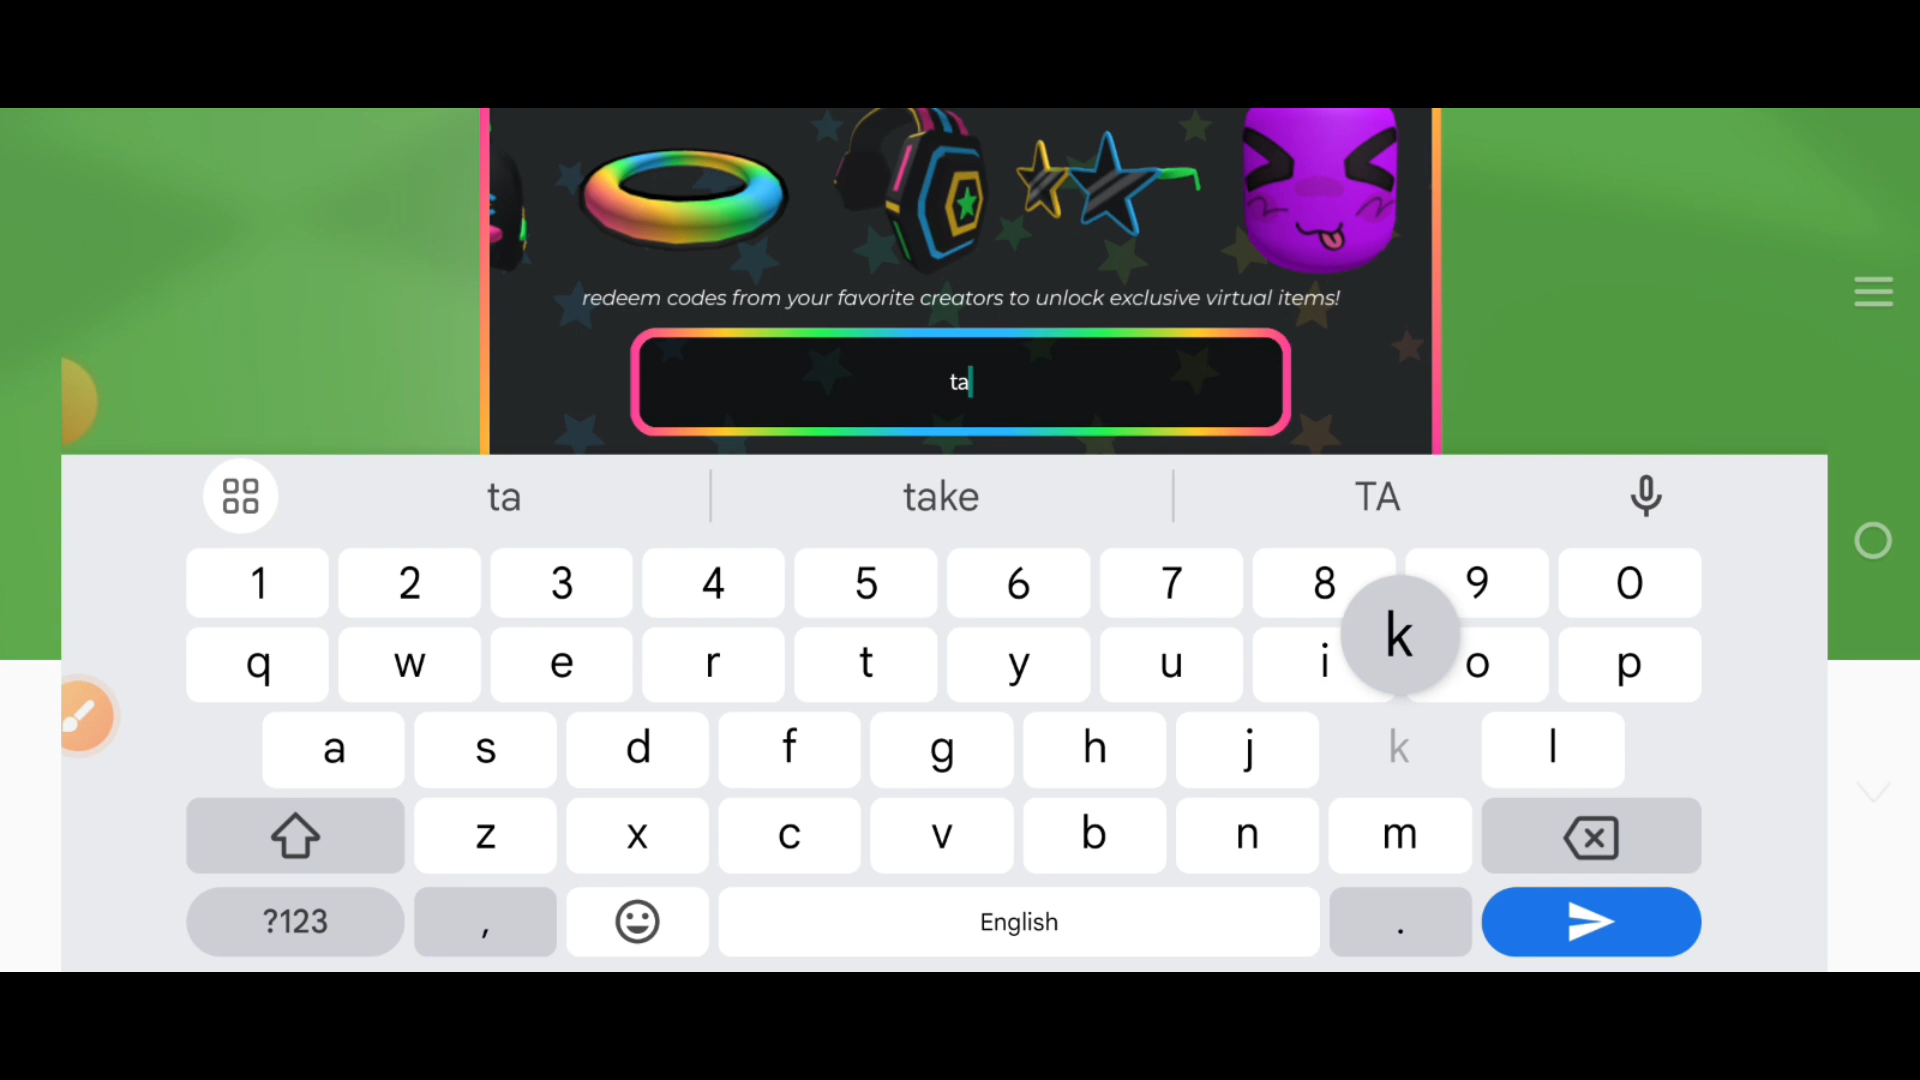 redeem codes from your favorite creators to unlock exclusive virtual items!
ta
ta take TA
1 2 3 4 5 6 7 8 9 0
k
q w e r t y u i o p
a s d f g h j k l
z x c v b n m
?123 , English .